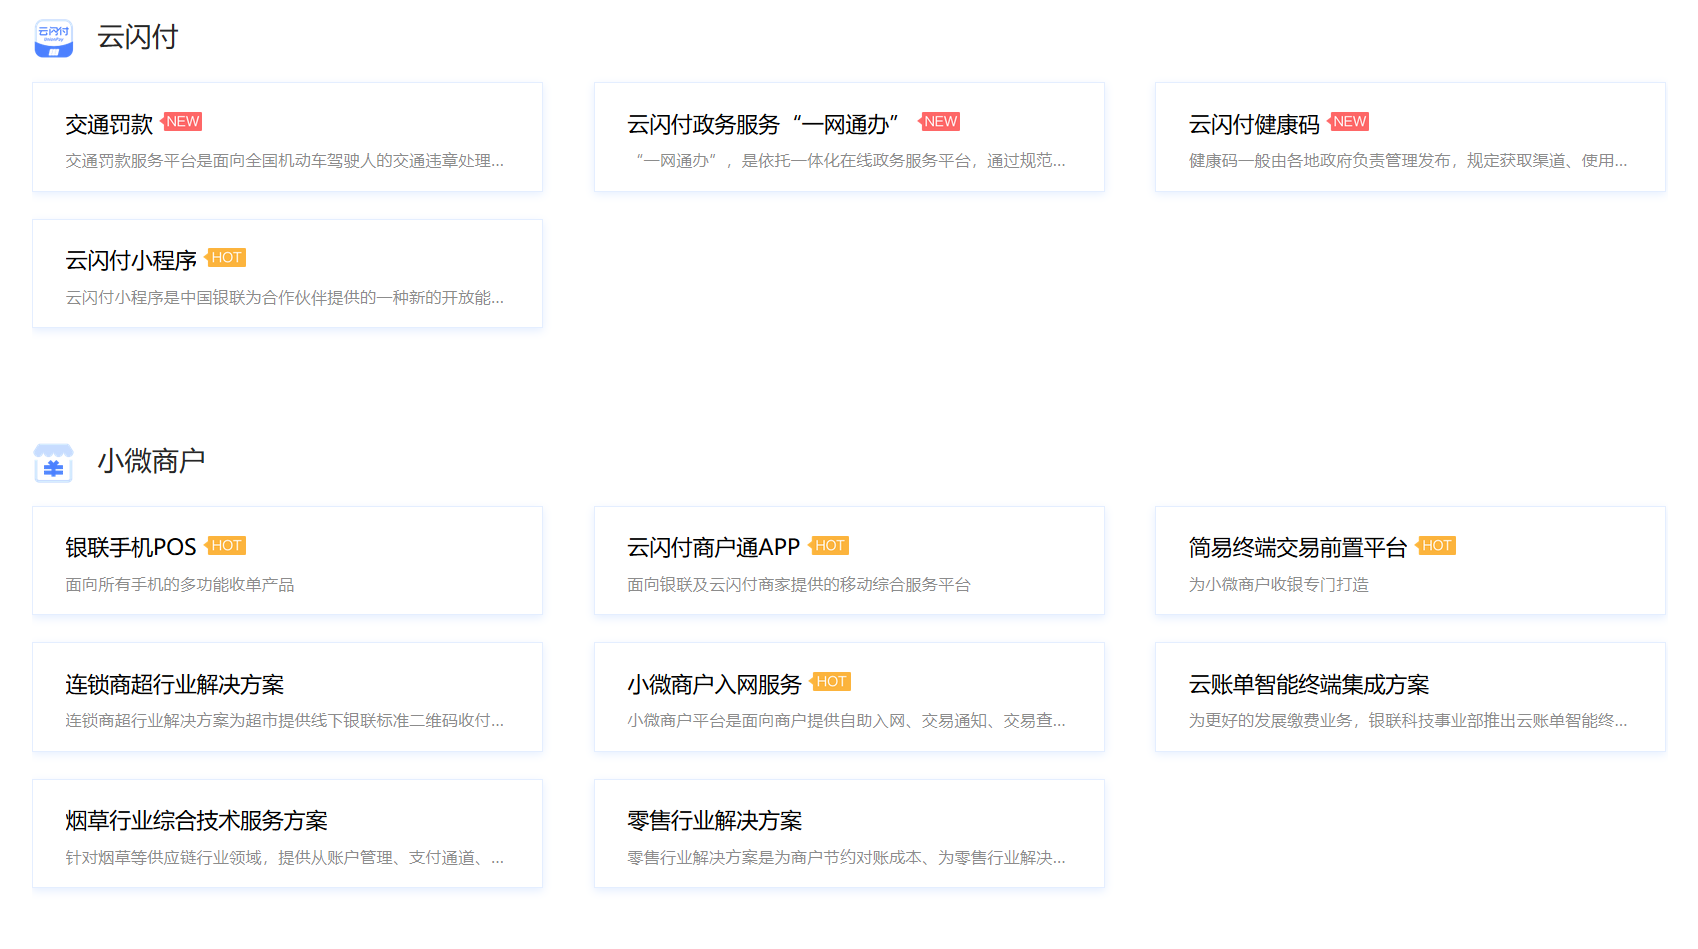 云闪付
云闪付
交通罚款 NEW
交通罚款服务平台是面向全国机动车驾驶人的交通违章处理...
云闪付政务服务“一网通办” NEW
“一网通办”，是依托一体化在线政务服务平台，通过规范...
云闪付健康码 NEW
健康码一般由各地政府负责管理发布，规定获取渠道、使用...
云闪付小程序 HOT
云闪付小程序是中国银联为合作伙伴提供的一种新的开放能...
小微商户
银联手机POS HOT
面向所有手机的多功能收单产品
云闪付商户通APP HOT
面向银联及云闪付商家提供的移动综合服务平台
简易终端交易前置平台 HOT
为小微商户收银专门打造
连锁商超行业解决方案
连锁商超行业解决方案为超市提供线下银联标准二维码收付...
小微商户入网服务 HOT
小微商户平台是面向商户提供自助入网、交易通知、交易查...
云账单智能终端集成方案
为更好的发展缴费业务，银联科技事业部推出云账单智能终...
烟草行业综合技术服务方案
针对烟草等供应链行业领域，提供从账户管理、支付通道、...
零售行业解决方案
零售行业解决方案是为商户节约对账成本、为零售行业解决...